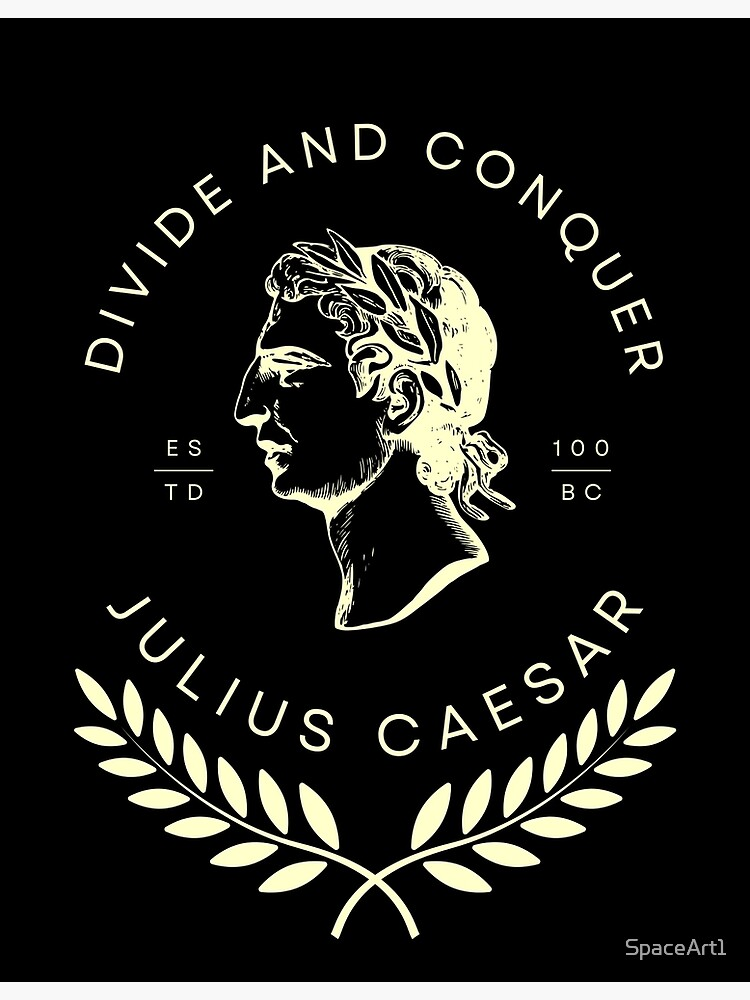 DIVIDE AND CONQUER
ES
TD
100
BC
JULIUS CAESAR
SpaceArt1